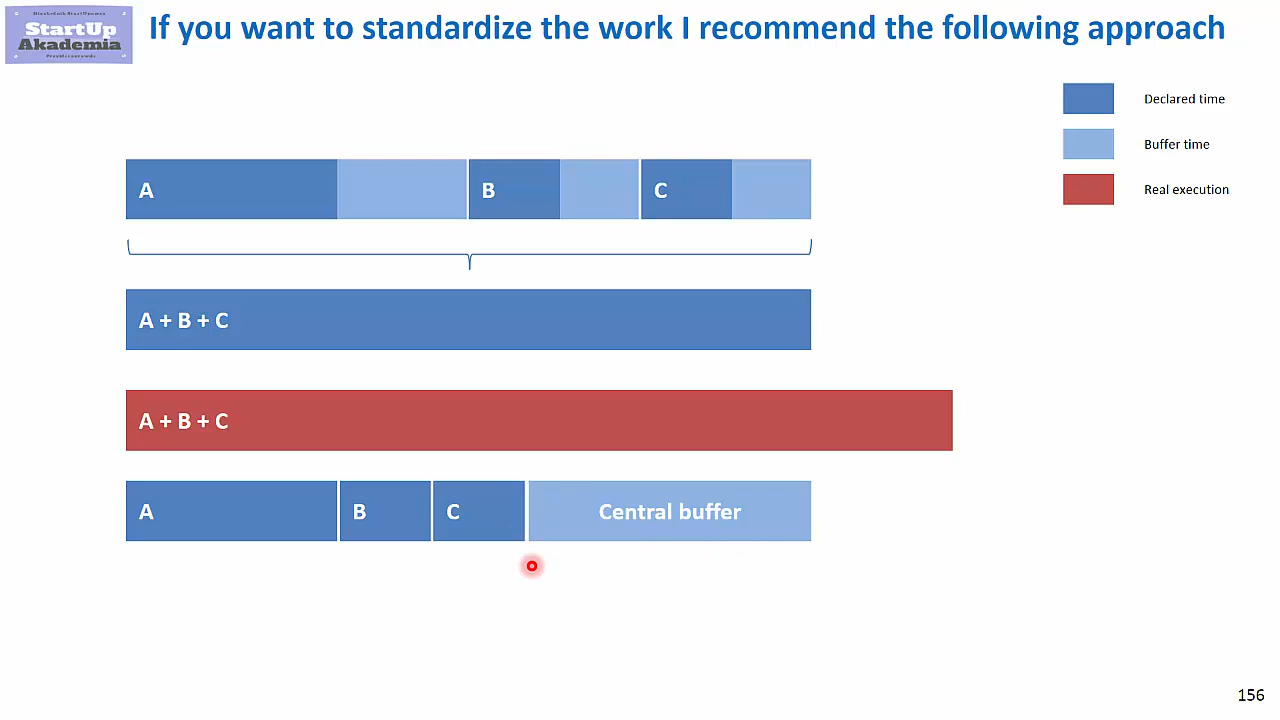 StartUp
Akademia
If you want to standardize the work I recommend the following approach
Declared time
Buffer time
Real execution
A
B
C
A + B + C
A + B + C
A
B
C
Central buffer
156